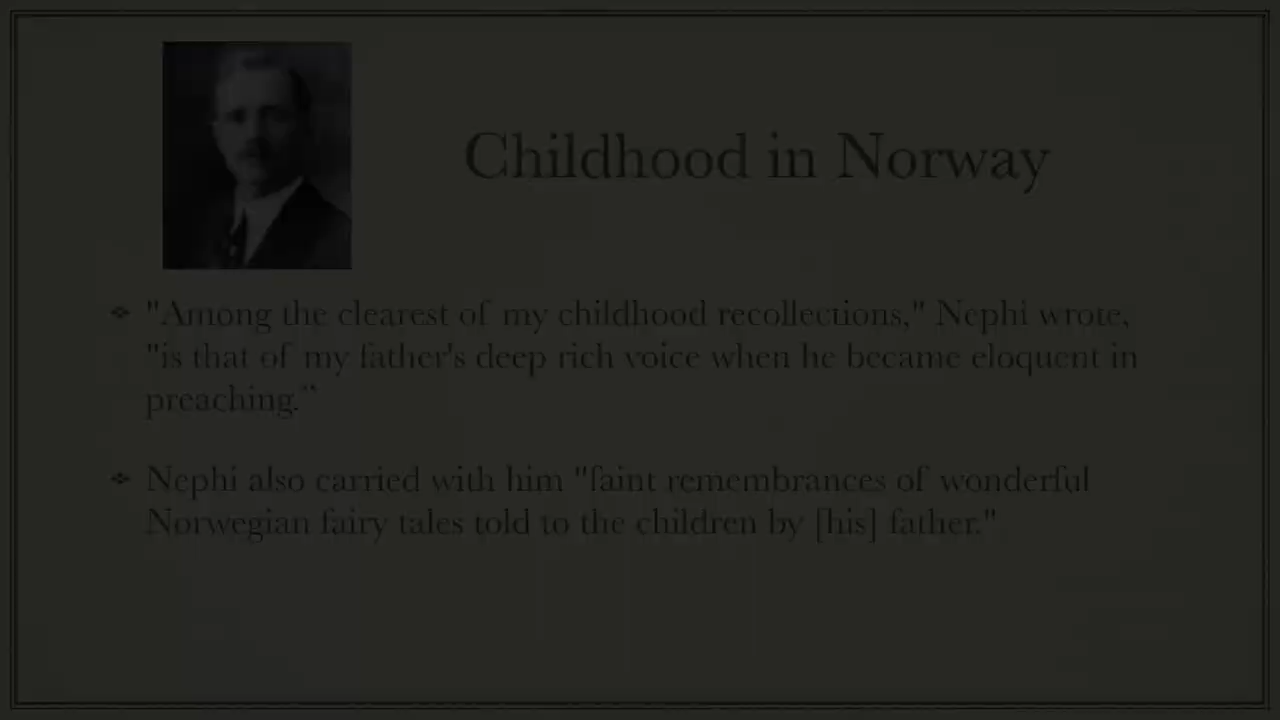 Childhood in Norway
"Among the clearest of my childhood recollections," Nephi wrote,
"is that of my father's deep rich voice when he became eloquent in
preaching.”
Nephi also carried with him "faint remembrances of wonderful
Norwegian fairy tales told to the children by [his] father."